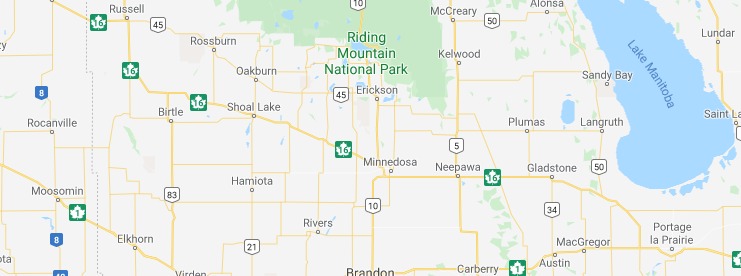 Russell
16
45
10
McCreary
50
Alonsa
Lundar
Rossburn
Riding
Mountain
National Park
Kelwood
Lake Manitoba
Sandy Bay
16
Oakburn
8
45
Erickson
16
Shoal Lake
Birtle
Rocanville
Plumas
Langruth
Saint La
16
5
Minnedosa
Neepawa
16
Gladstone
50
Moosomin
83
Hamiota
1
10
34
Rivers
Portage
la Prairie
8
Elkhorn
21
MacGregor
Austin
Virden
Brandon
Carberry
1